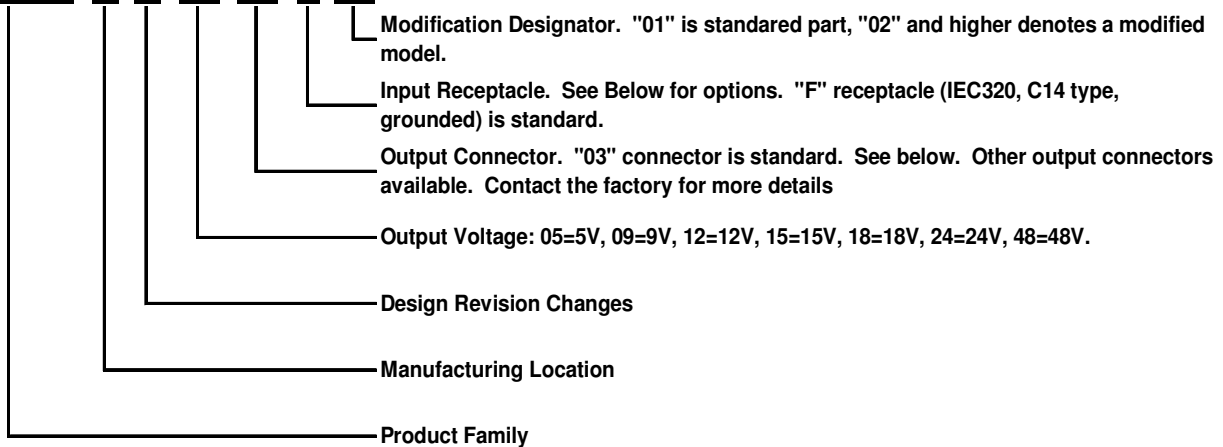 Modification Designator. "01" is standared part, "02" and higher denotes a modified
model.
Input Receptacle. See Below for options. "F" receptacle (IEC320, C14 type,
grounded) is standard.
Output Connector. "03" connector is standard. See below. Other output connectors
available. Contact the factory for more details
Output Voltage: 05=5V, 09=9V, 12=12V, 15=15V, 18=18V, 24=24V, 48=48V.
Design Revision Changes
Manufacturing Location
Product Family